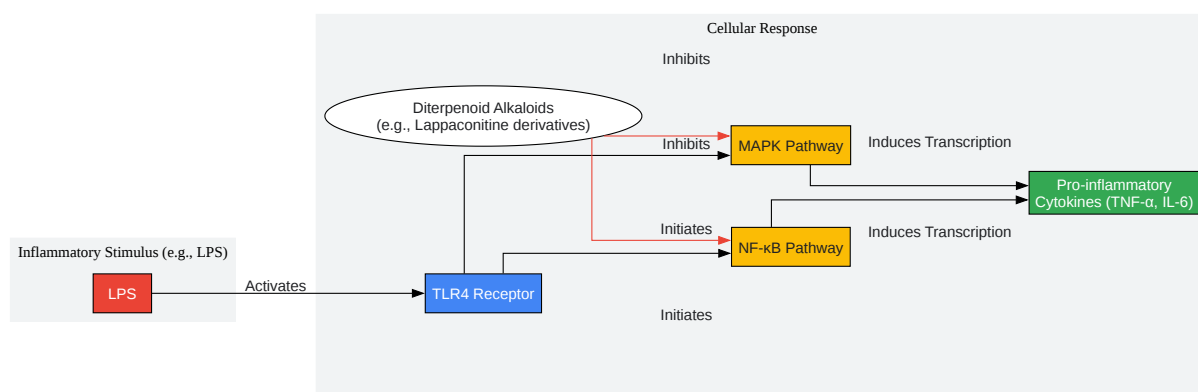 Cellular Response
Inhibits
Diterpenoid Alkaloids
(e.g., Lappaconitine derivatives)
Inhibits
MAPK Pathway
Induces Transcription
Pro-inflammatory
Cytokines (TNF-α, IL-6)
Initiates
NF-κB Pathway
Induces Transcription
Inflammatory Stimulus (e.g., LPS)
LPS
Activates
TLR4 Receptor
Initiates